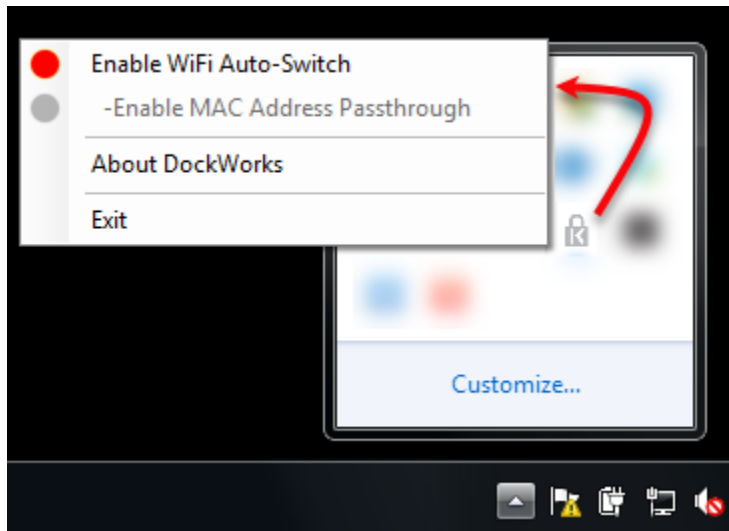 Enable WiFi Auto-Switch
-Enable MAC Address Passthrough
About DockWorks
Exit
K
Customize...